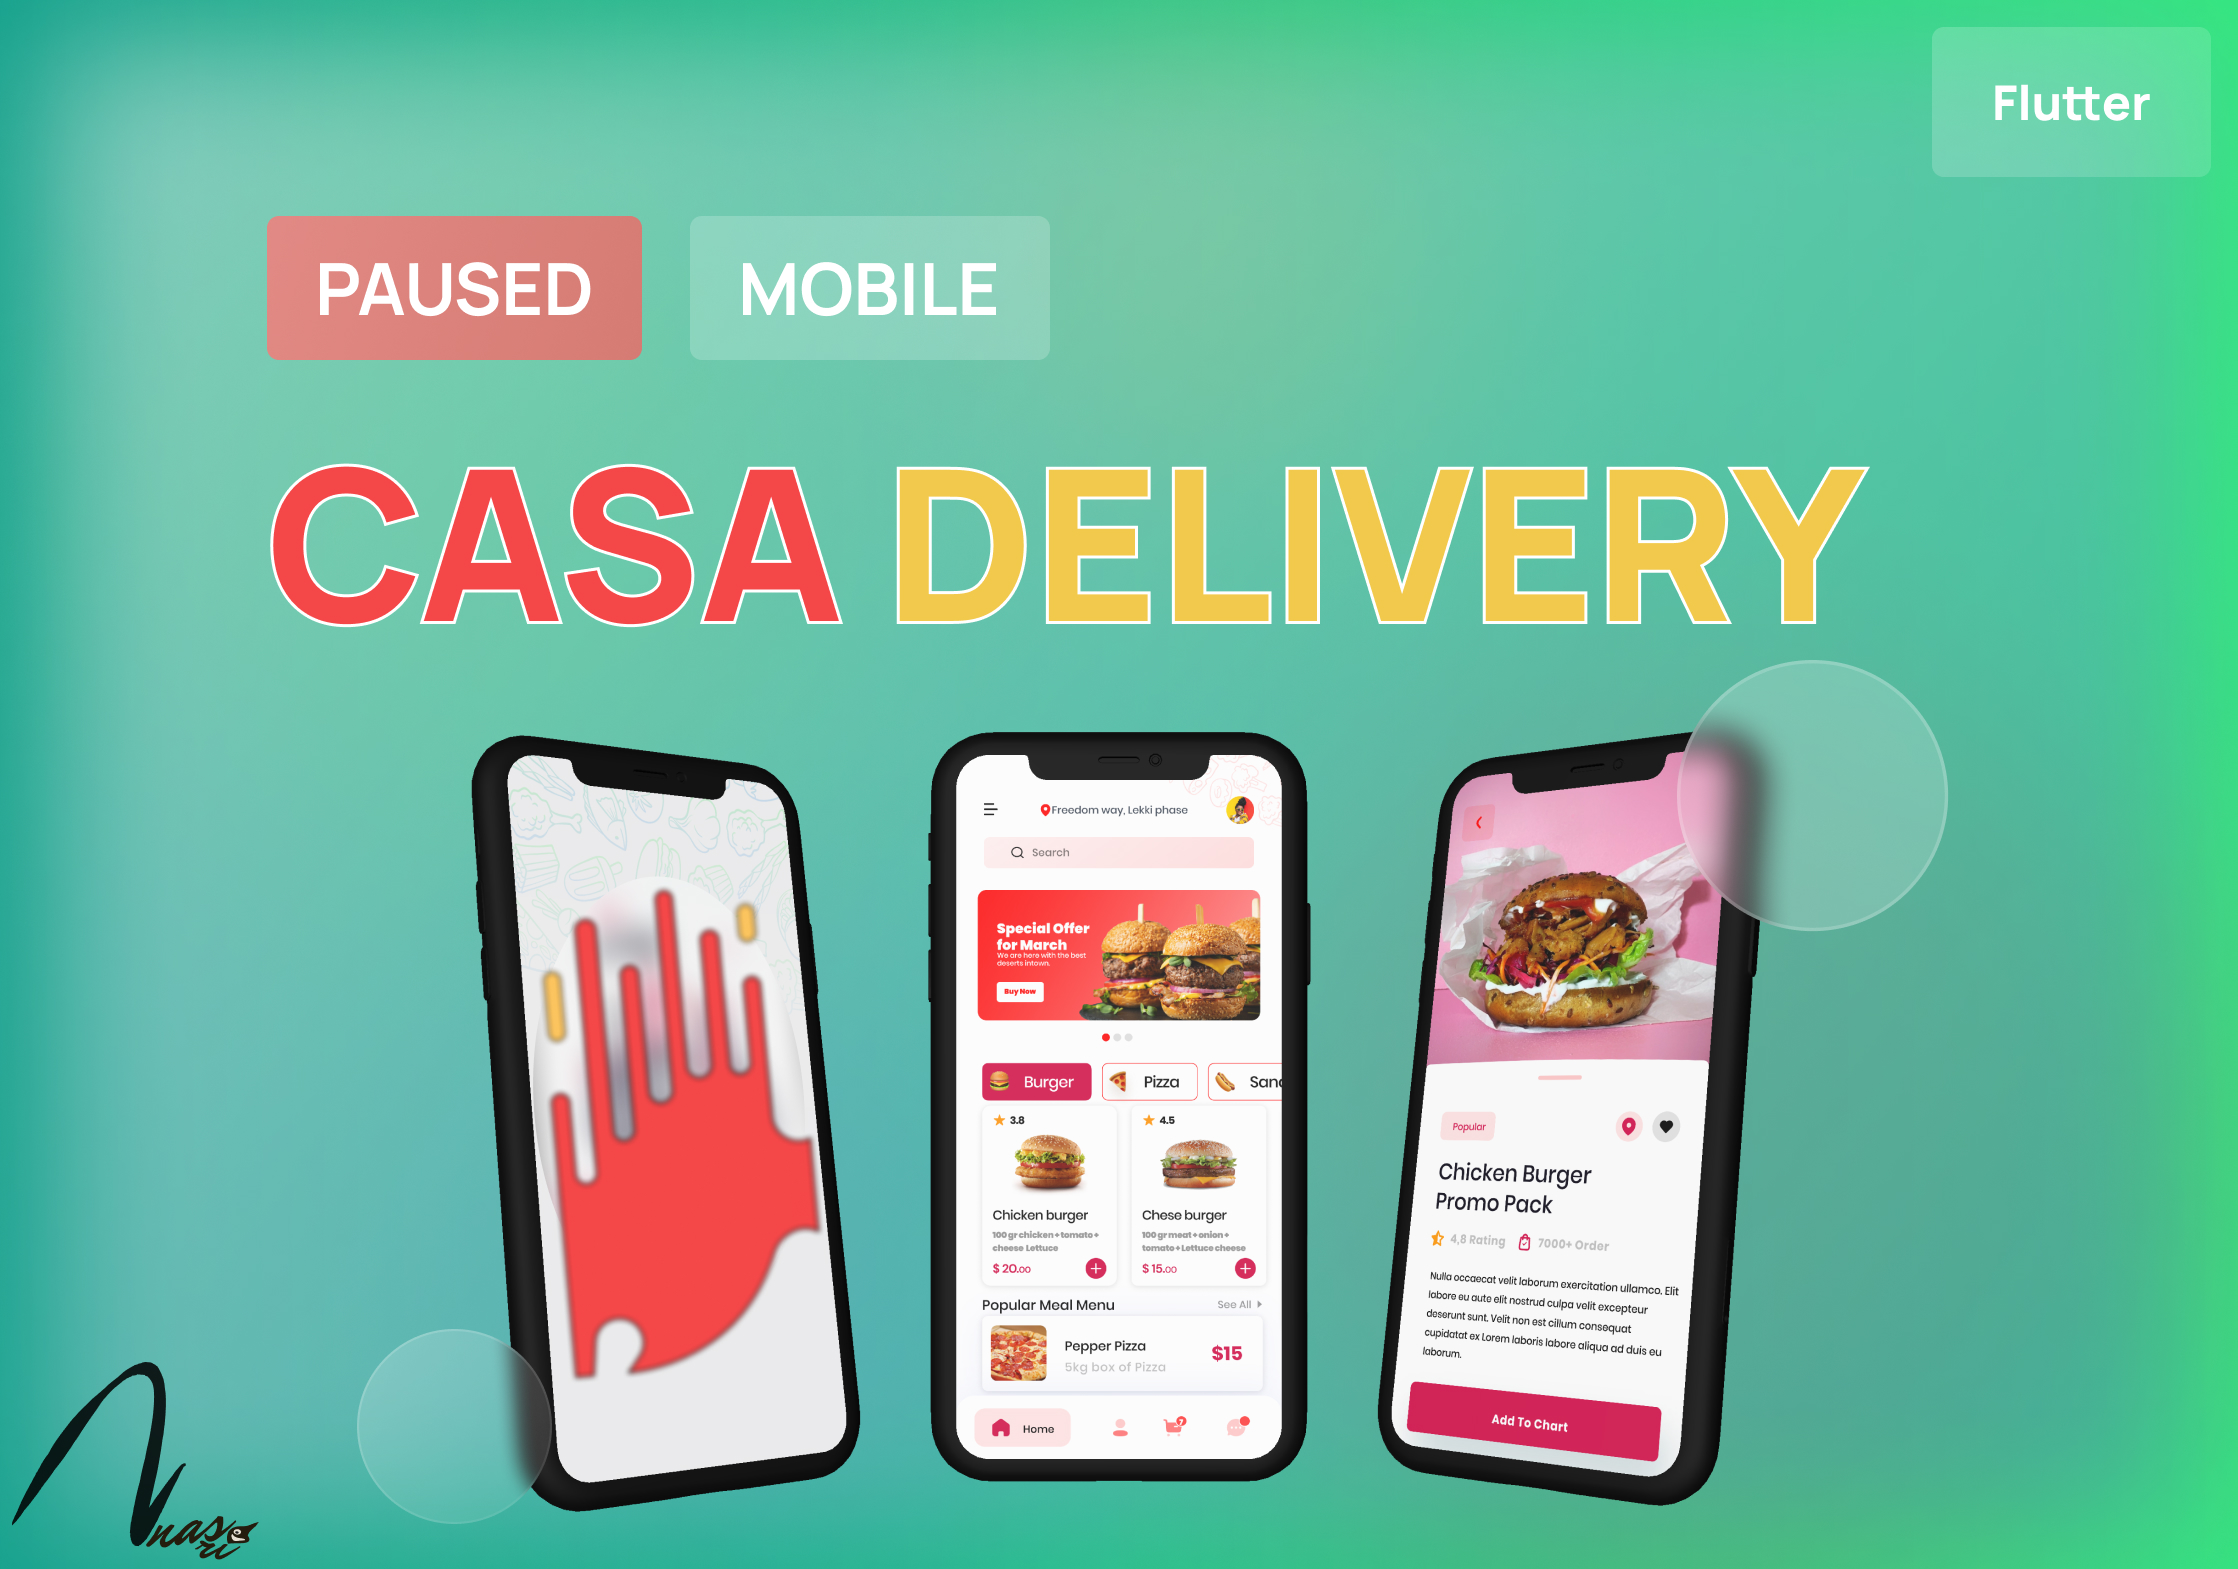 Flutter
PAUSED
MOBILE
CASA DELIVERY
Freedom way, Lekki phase
Search
Special Offer
for March
We are here with the best
deserts intown.
Buy Now
Burger
Pizza
Sand
3.8
4.5
Chicken burger
100 gr chicken + tomato +
cheese Lettuce
$ 20.00
Chese burger
100 gr meat + onion +
tomato + Lettuce cheese
$ 15.00
Popular Meal Menu
See All
Pepper Pizza
5kg box of Pizza
$15
Home
7
Popular
Chicken Burger
Promo Pack
4,8 Rating
7000+ Order
Nulla occaecat velit laborum exercitation ullamco. Elit
labore eu aute elit nostrud culpa velit excepteur
deserunt sunt. Velit non est cillum consequat
cupidatat ex Lorem laboris labore aliqua ad duis eu
laborum.
Add To Chart
nasri